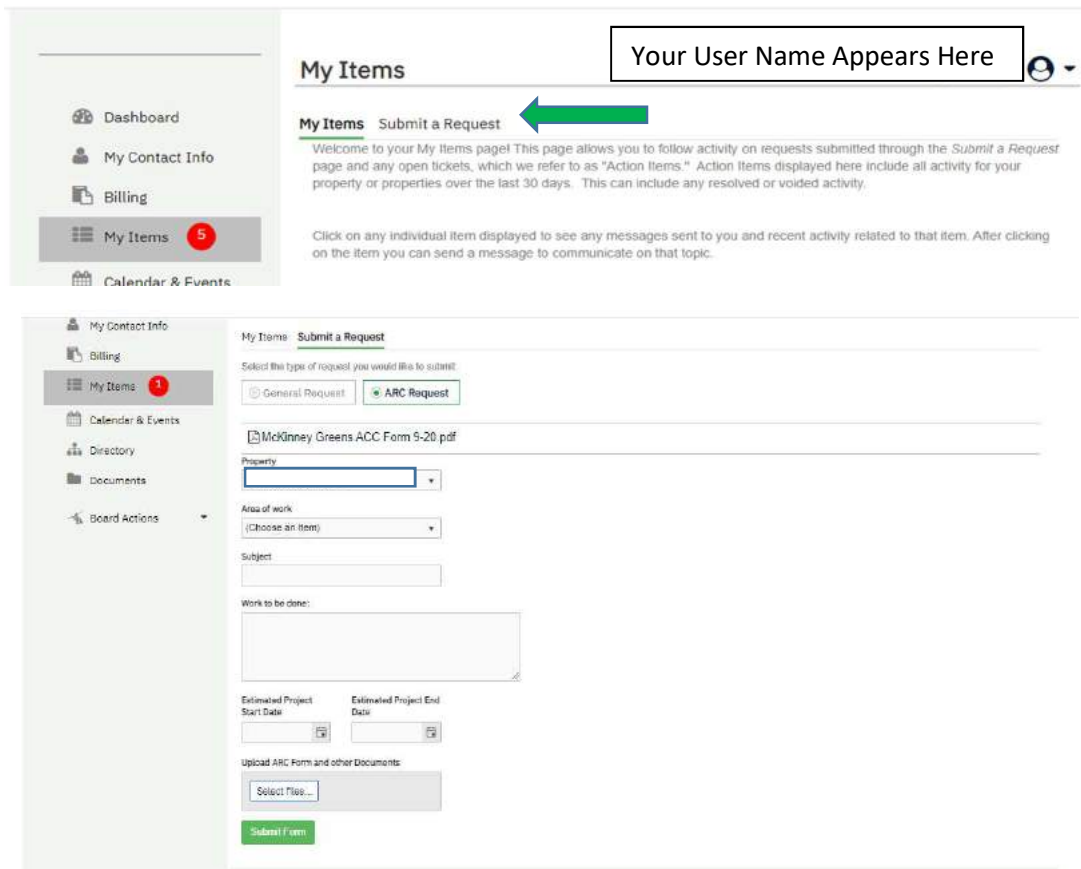 Your User Name Appears Here
My Items
Dashboard
My Contact Info
Billing
My Items 5
Calendar & Events
My Items Submit a Request
Welcome to your My Items page! This page allows you to follow activity on requests submitted through the Submit a Request
page and any open tickets, which we refer to as "Action Items." Action Items displayed here include all activity for your
property or properties over the last 30 days. This can include any resolved or voided activity.
Click on any individual item displayed to see any messages sent to you and recent activity related to that item. After clicking
on the item you can send a message to communicate on that topic.
My Contact Info
Billing
My Items 1
Calendar & Events
Directory
Documents
Board Actions
My Items Submit a Request
Select the type of request you would like to submit:
General Request ARC Request
McKinney Greens ACC Form 9-20.pdf
Property
Area of work
(Choose an item)
Subject
Work to be done:
Estimated Project Start Date
Estimated Project End Date
Upload ARC Form and other Documents:
Select Files...
Submit Form